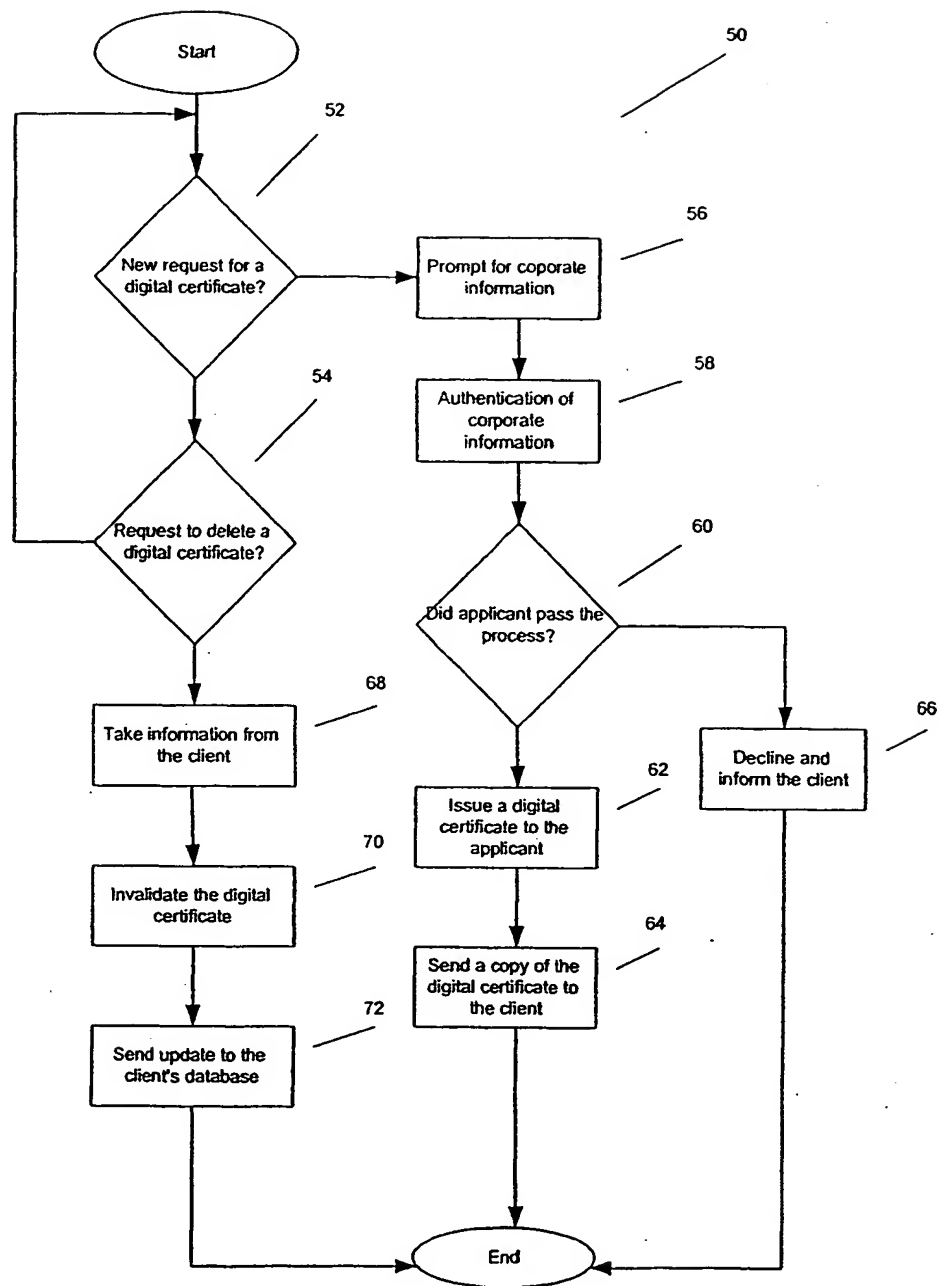 Start
50
52
New request for a
digital certificate?
56
Prompt for coporate
information
54
58
Authentication of
corporate
information
Request to delete a
digital certificate?
60
Did applicant pass the
process?
68
Take information from
the client
66
Decline and
inform the client
62
Issue a digital
certificate to the
applicant
70
Invalidate the digital
certificate
64
Send a copy of the
digital certificate to
the client
72
Send update to the
client's database
End